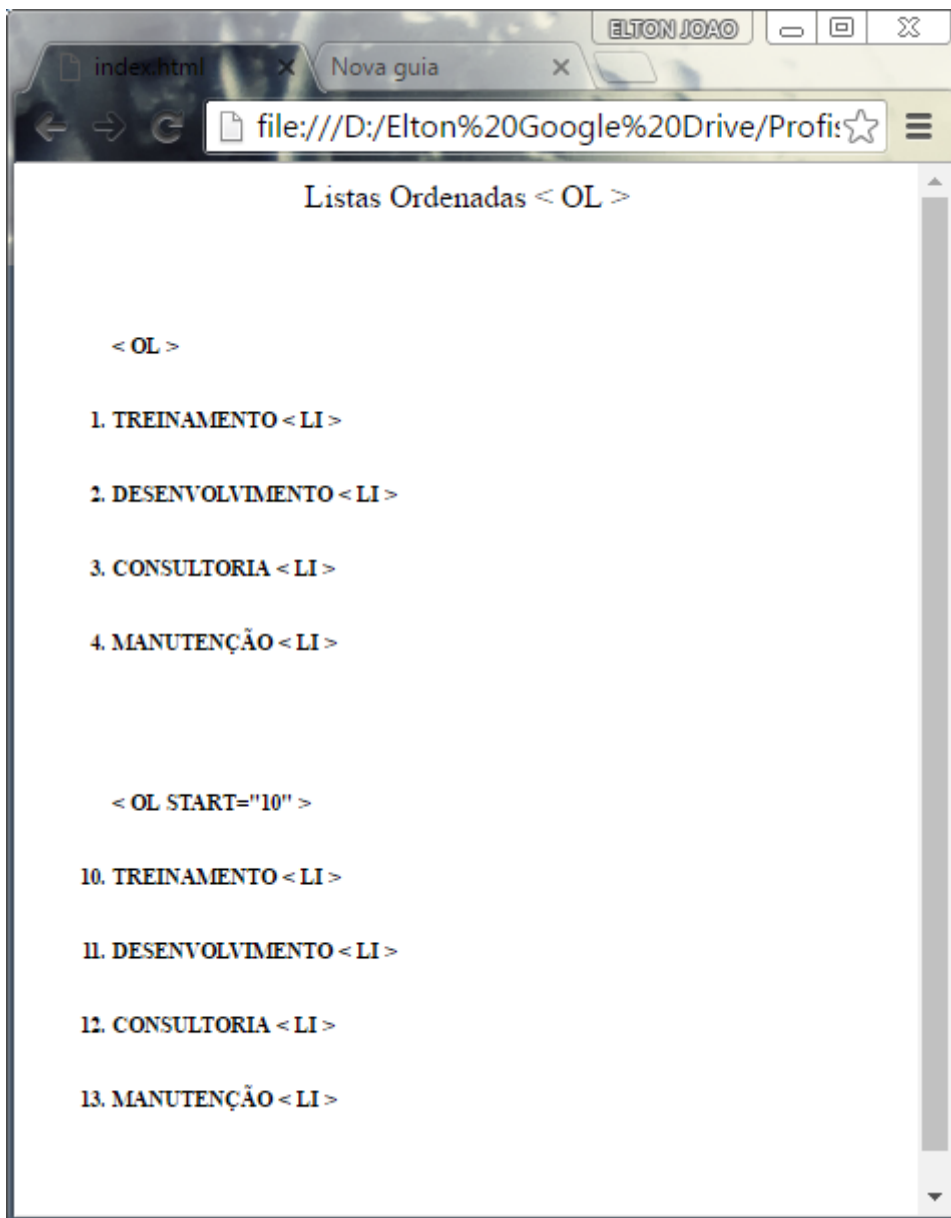 ELTON JOAO
index.html
Nova guia
file:///D:/Elton%20Google%20Drive/Profis
Listas Ordenadas < OL >
< OL >
1. TREINAMENTO < LI >
2. DESENVOLVIMENTO < LI >
3. CONSULTORIA < LI >
4. MANUTENÇÃO < LI >
< OL START="10" >
10. TREINAMENTO < LI >
11. DESENVOLVIMENTO < LI >
12. CONSULTORIA < LI >
13. MANUTENÇÃO < LI >